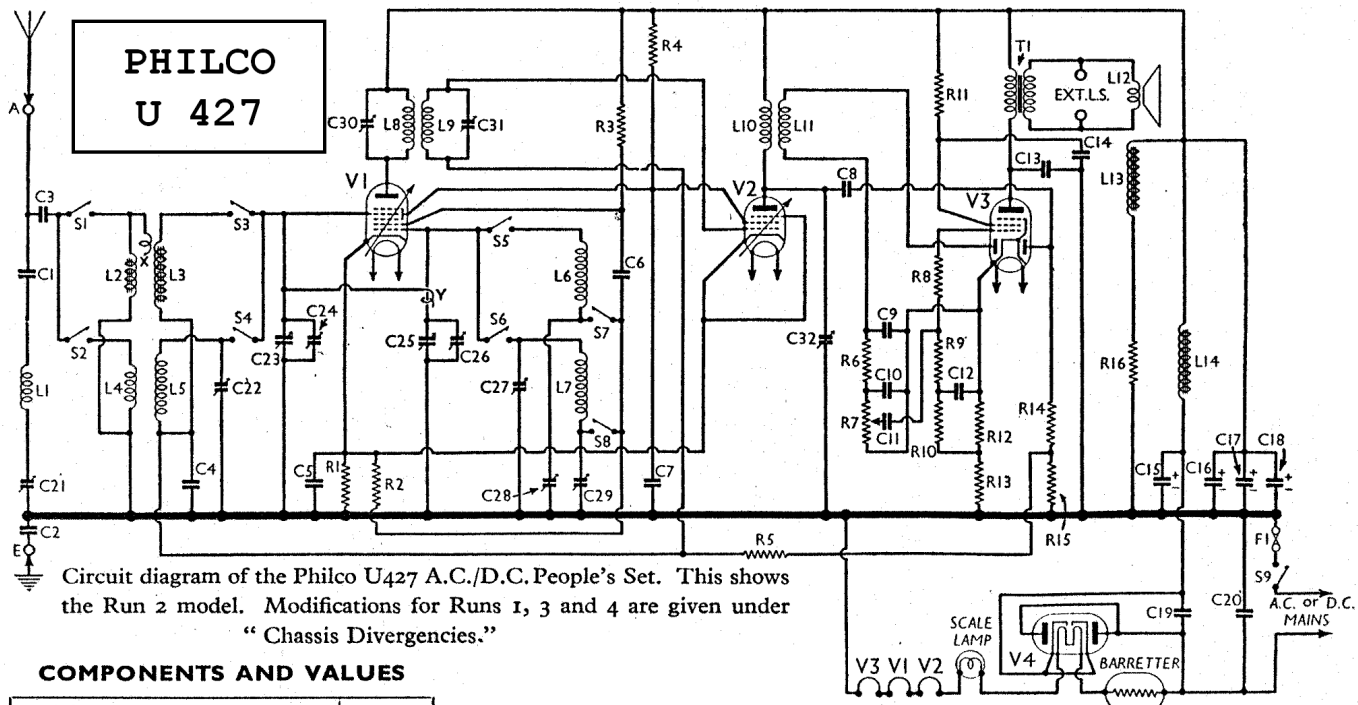 PHILCO
U 427
A
C3
S1
C1
S2
L1
C21
C2
E
L2
X
L3
L4
L5
C22
C4
S3
S4
C23
C24
C30
L8
L9
C31
V1
C5
R1
R2
Y
C25
C26
S5
S6
C27
L6
S7
L7
S8
C28
C29
R3
C6
R4
C7
R5
V2
L10
L11
C32
C8
R6
C9
C10
R7
C11
R8
R9
C12
R10
R11
V3
R12
R13
R14
R15
C13
C14
T1
EXT.L.S.
L12
L13
R16
L14
C15
C16
C17
C18
+
–
+
–
+
–
+
–
F1
S9
A.C. or D.C.
MAINS
C19
C20
V3
V1
V2
SCALE
LAMP
V4
BARRETTER
Circuit diagram of the Philco U427 A.C./D.C. People's Set. This shows
the Run 2 model. Modifications for Runs 1, 3 and 4 are given under
“ Chassis Divergencies.”
COMPONENTS AND VALUES